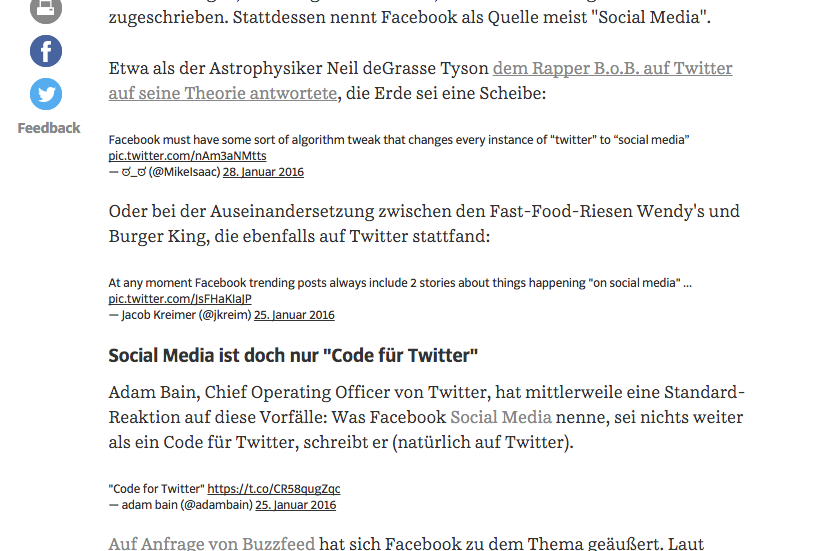 zugeschrieben. Stattdessen nennt Facebook als Quelle meist "Social Media".
Etwa als der Astrophysiker Neil deGrasse Tyson dem Rapper B.o.B. auf Twitter
auf seine Theorie antwortete, die Erde sei eine Scheibe:
Feedback
Facebook must have some sort of algorithm tweak that changes every instance of “twitter” to “social media”
pic.twitter.com/nAm3aNMtts
— ಠ_ಠ (@MikeIsaac) 28. Januar 2016
Oder bei der Auseinandersetzung zwischen den Fast-Food-Riesen Wendy's und
Burger King, die ebenfalls auf Twitter stattfand:
At any moment Facebook trending posts always include 2 stories about things happening "on social media" ...
pic.twitter.com/JsFHaKIaJP
— Jacob Kreimer (@jkreim) 25. Januar 2016
Social Media ist doch nur "Code für Twitter"
Adam Bain, Chief Operating Officer von Twitter, hat mittlerweile eine Standard-
Reaktion auf diese Vorfälle: Was Facebook Social Media nenne, sei nichts weiter
als ein Code für Twitter, schreibt er (natürlich auf Twitter).
"Code for Twitter" https://t.co/CR58qugZqc
— adam bain (@adambain) 25. Januar 2016
Auf Anfrage von Buzzfeed hat sich Facebook zu dem Thema geäußert. Laut